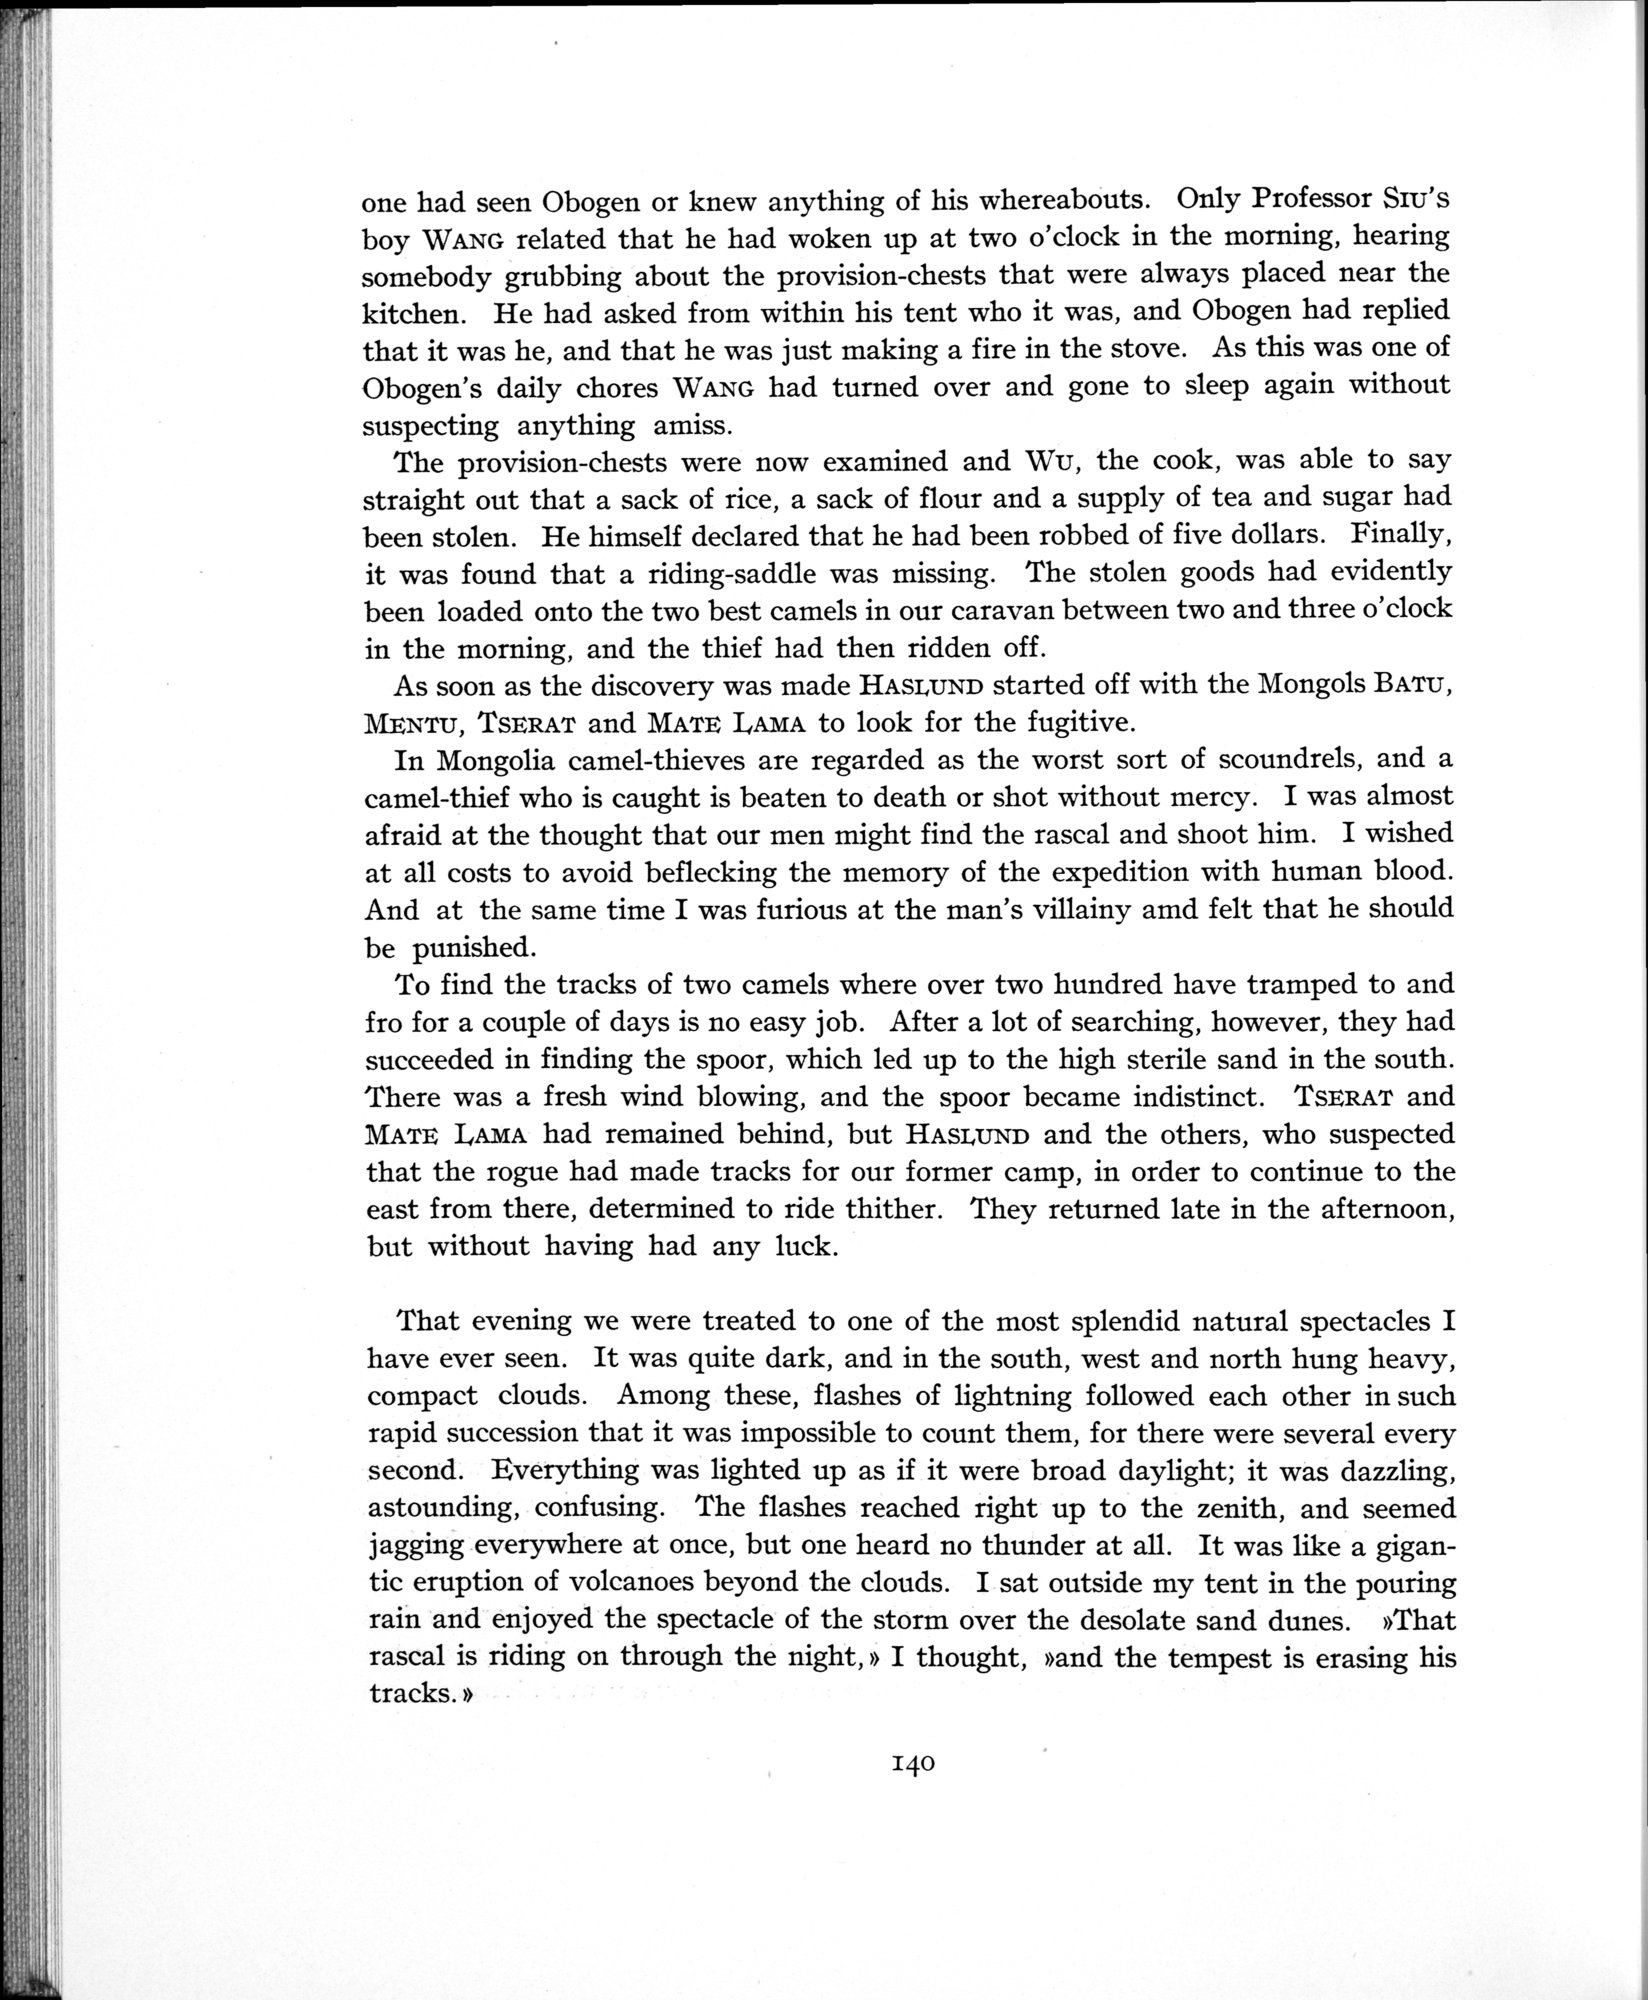 one had seen Obogen or knew anything of his whereabouts. Only Professor SIU's
boy WANG related that he had woken up at two o'clock in the morning, hearing
somebody grubbing about the provision-chests that were always placed near the
kitchen. He had asked from within his tent who it was, and Obogen had replied
that it was he, and that he was just making a fire in the stove. As this was one of
Obogen's daily chores WANG had turned over and gone to sleep again without
suspecting anything amiss.
The provision-chests were now examined and WU, the cook, was able to say
straight out that a sack of rice, a sack of flour and a supply of tea and sugar had
been stolen. He himself declared that he had been robbed of five dollars. Finally,
it was found that a riding-saddle was missing. The stolen goods had evidently
been loaded onto the two best camels in our caravan between two and three o'clock
in the morning, and the thief had then ridden off.
As soon as the discovery was made HASLUND started off with the Mongols BATU,
MENTU, TSERAT and MATE LAMA to look for the fugitive.
In Mongolia camel-thieves are regarded as the worst sort of scoundrels, and a
camel-thief who is caught is beaten to death or shot without mercy. I was almost
afraid at the thought that our men might find the rascal and shoot him. I wished
at all costs to avoid beflecking the memory of the expedition with human blood.
And at the same time I was furious at the man's villainy amd felt that he should
be punished.
To find the tracks of two camels where over two hundred have tramped to and
fro for a couple of days is no easy job. After a lot of searching, however, they had
succeeded in finding the spoor, which led up to the high sterile sand in the south.
There was a fresh wind blowing, and the spoor became indistinct. TSERAT and
MATE LAMA had remained behind, but HASLUND and the others, who suspected
that the rogue had made tracks for our former camp, in order to continue to the
east from there, determined to ride thither. They returned late in the afternoon,
but without having had any luck.
That evening we were treated to one of the most splendid natural spectacles I
have ever seen. It was quite dark, and in the south, west and north hung heavy,
compact clouds. Among these, flashes of lightning followed each other in such
rapid succession that it was impossible to count them, for there were several every
second. Everything was lighted up as if it were broad daylight; it was dazzling,
astounding, confusing. The flashes reached right up to the zenith, and seemed
jagging everywhere at once, but one heard no thunder at all. It was like a gigan-
tic eruption of volcanoes beyond the clouds. I sat outside my tent in the pouring
rain and enjoyed the spectacle of the storm over the desolate sand dunes. »That
rascal is riding on through the night,» I thought, »and the tempest is erasing his
tracks.»
140